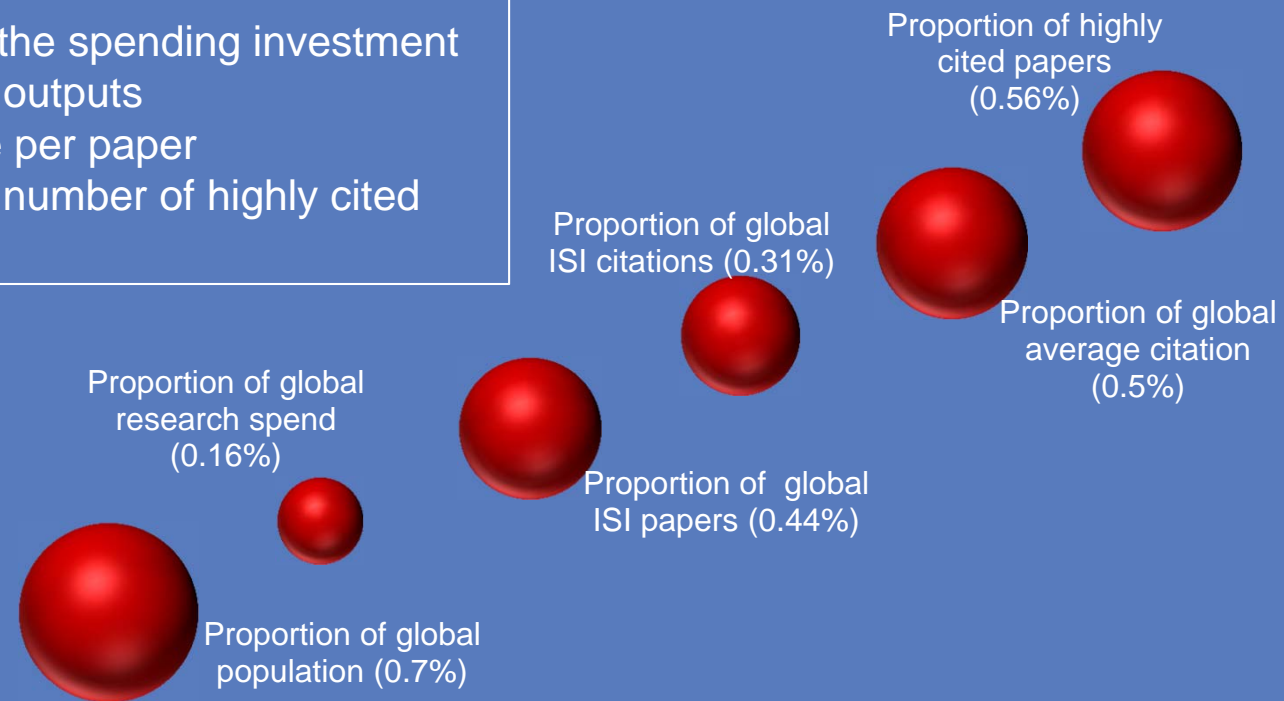 the spending investment
outputs
per paper
number of highly cited
Proportion of highly
cited papers
(0.56%)
Proportion of global
ISI citations (0.31%)
Proportion of global
average citation
(0.5%)
Proportion of global
research spend
(0.16%)
Proportion of global
ISI papers (0.44%)
Proportion of global
population (0.7%)